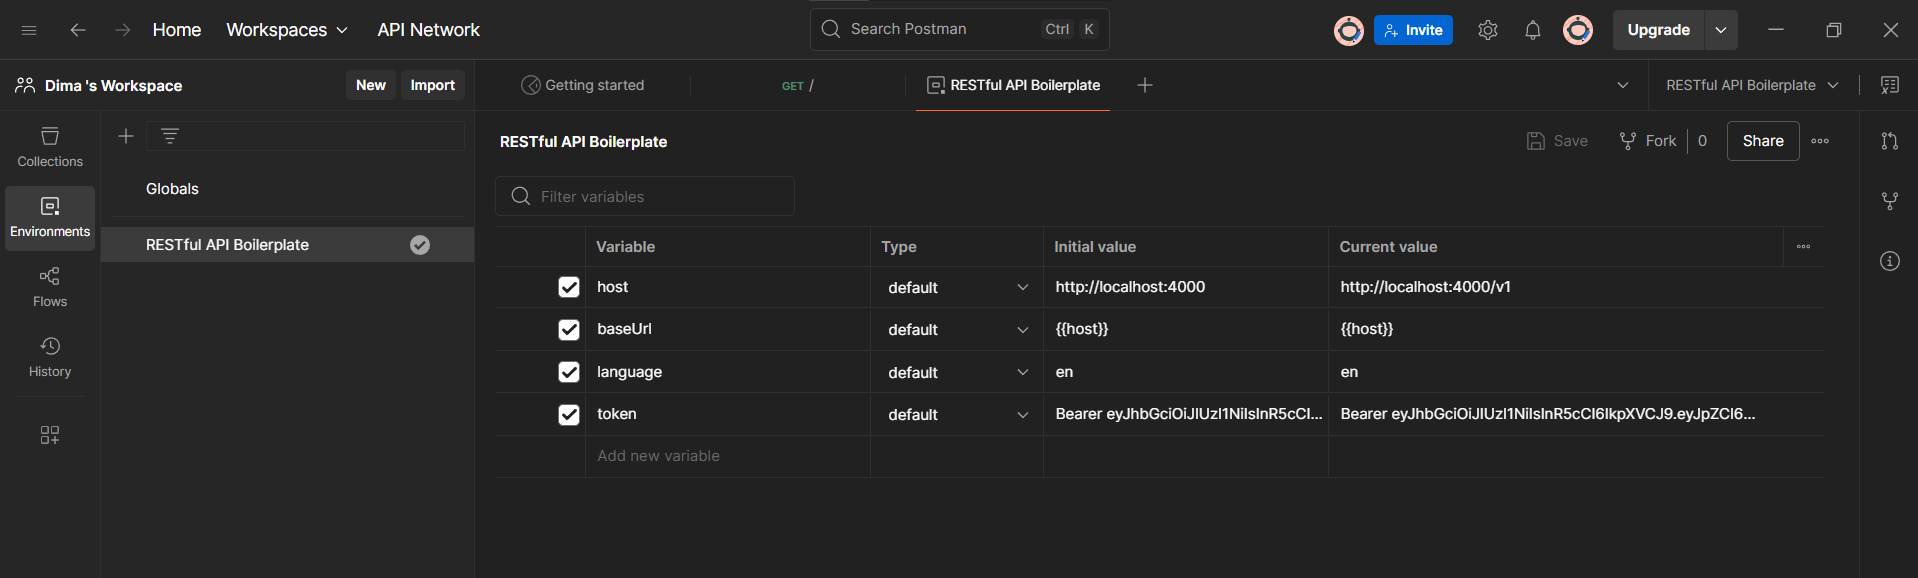 Home Workspaces API Network Search Postman Ctrl K Invite Upgrade
Dima 's Workspace New Import Getting started GET / RESTful API Boilerplate RESTful API Boilerplate
Collections
Environments
Flows
History
Globals
RESTful API Boilerplate
RESTful API Boilerplate Save Fork 0 Share
Filter variables
Variable Type Initial value Current value
host default http://localhost:4000 http://localhost:4000/v1
baseUrl default {{host}} {{host}}
language default en en
token default Bearer eyJhbGciOiJIUzI1NiIsInR5cCI... Bearer eyJhbGciOiJIUzI1NiIsInR5cCI6IkpXVCJ9.eyJpZCI6...
Add new variable